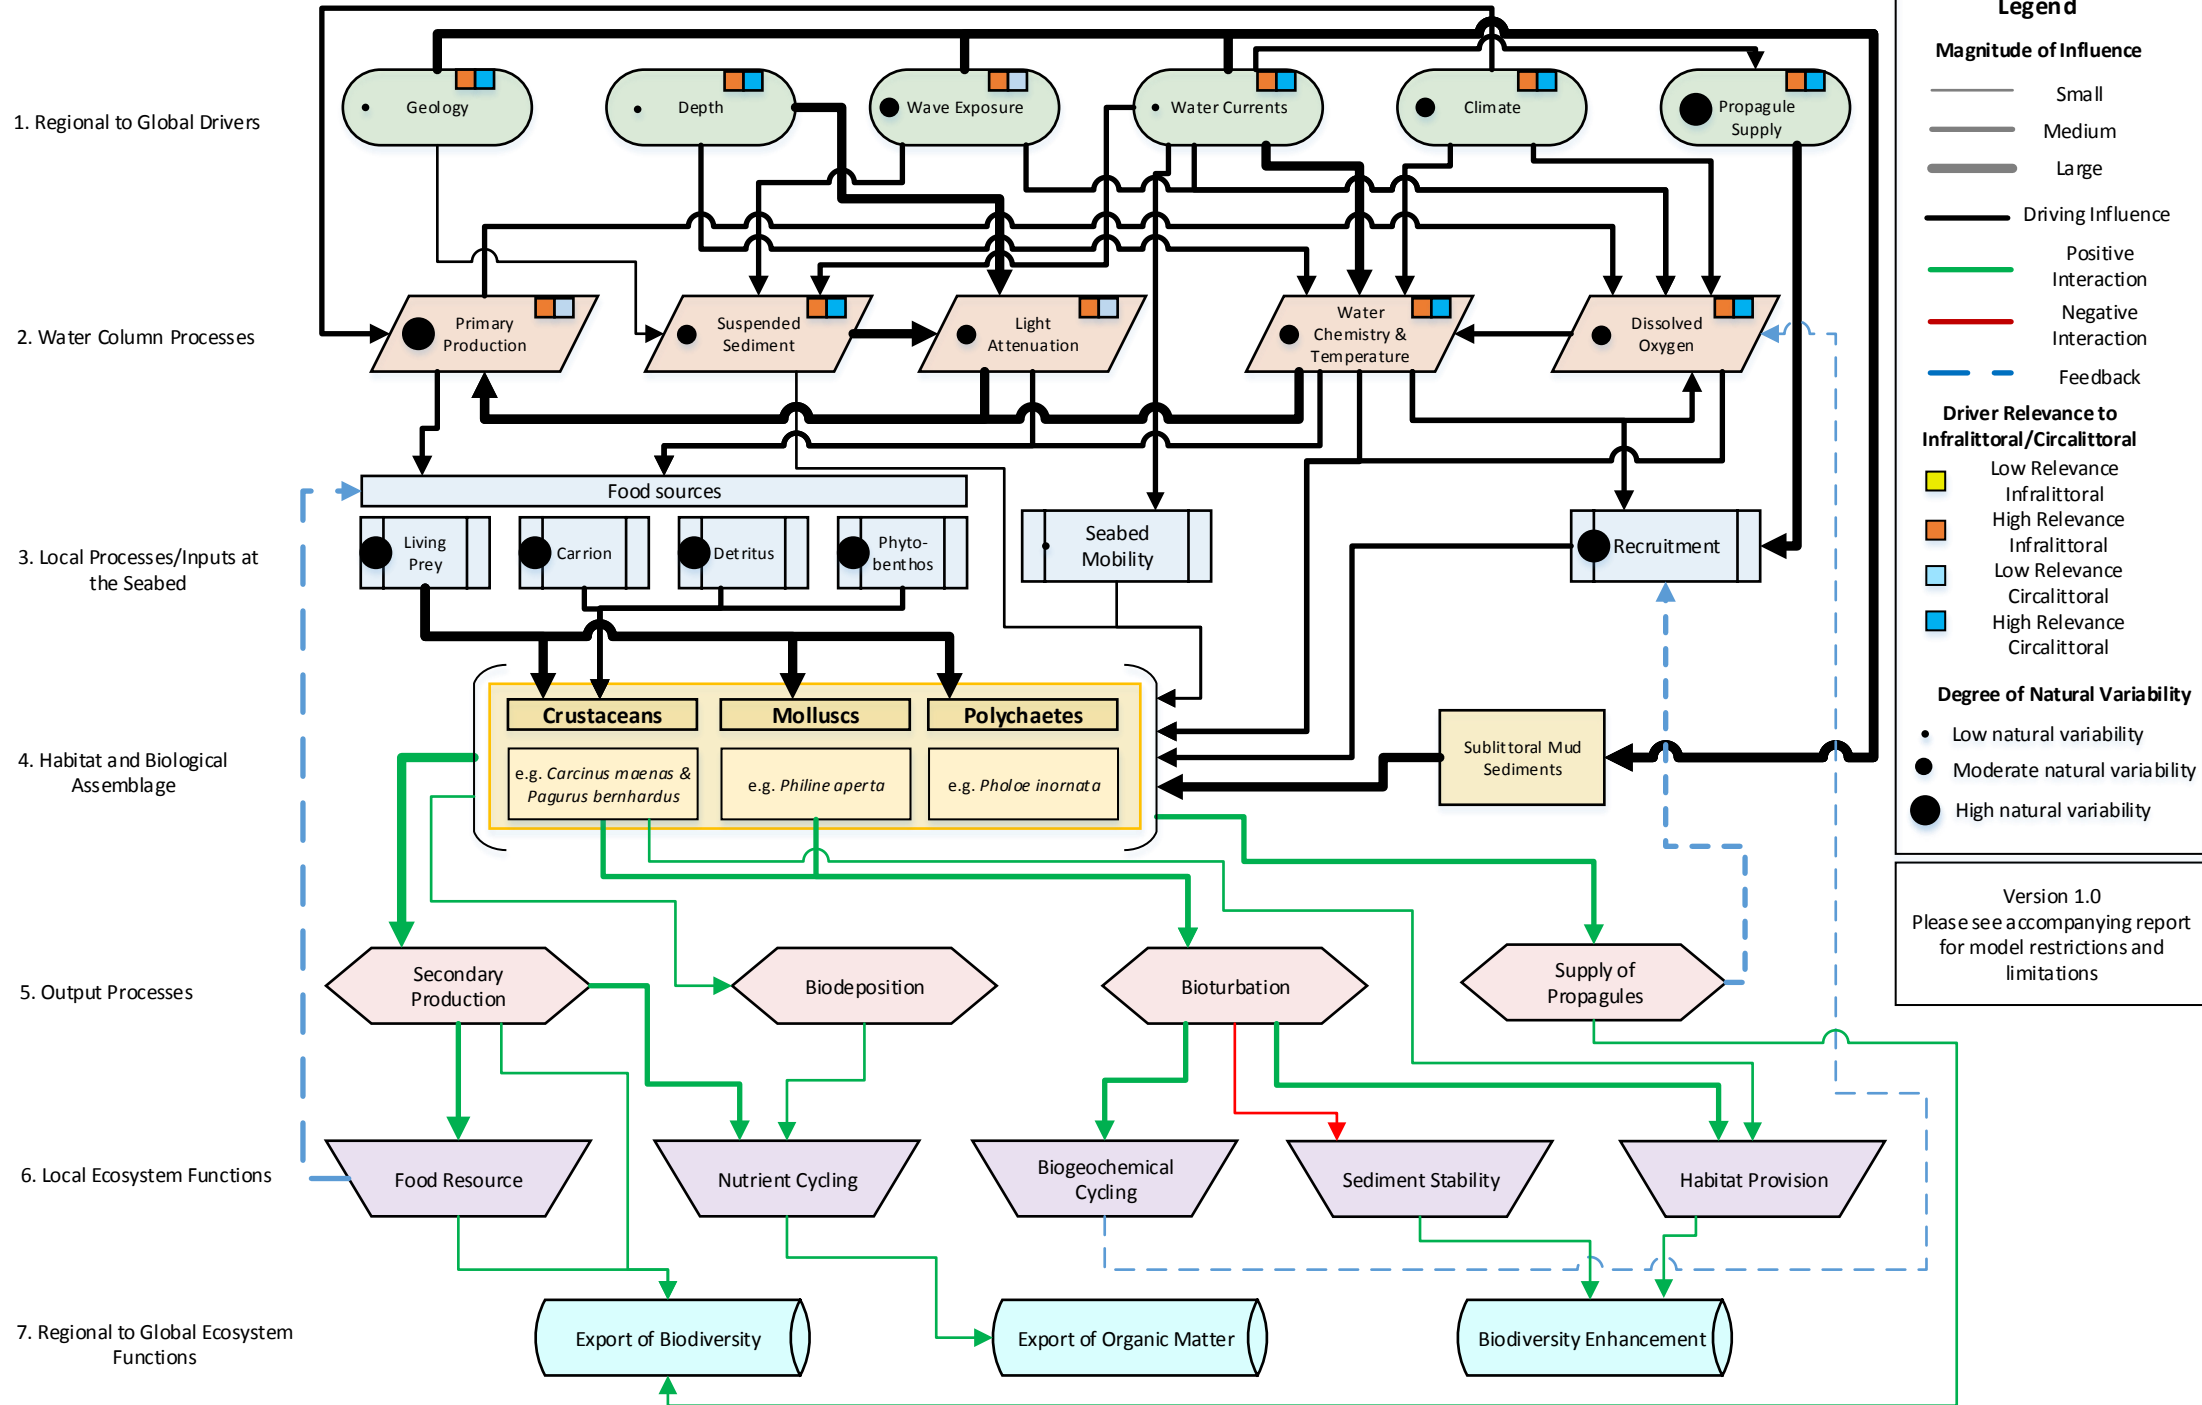 Legend
Magnitude of Influence
Small
Medium
Large
Driving Influence
Positive
Interaction
Negative
Interaction
Feedback
Driver Relevance to
Infralittoral/Circalittoral
Low Relevance
Infralittoral
High Relevance
Infralittoral
Low Relevance
Circalittoral
High Relevance
Circalittoral
Degree of Natural Variability
Low natural variability
Moderate natural variability
High natural variability
Version 1.0
Please see accompanying report
for model restrictions and
limitations
1. Regional to Global Drivers
Geology
Depth
Wave Exposure
Water Currents
Climate
Propagule
Supply
2. Water Column Processes
Primary
Production
Suspended
Sediment
Light
Attenuation
Water
Chemistry &
Temperature
Dissolved
Oxygen
3. Local Processes/Inputs at
the Seabed
Food sources
Living
Prey
Carrion
Detritus
Phyto-
benthos
Seabed
Mobility
Recruitment
4. Habitat and Biological
Assemblage
Crustaceans
Molluscs
Polychaetes
e.g. Carcinus maenas &
Pagurus bernhardus
e.g. Philine aperta
e.g. Pholoe inornata
Sublittoral Mud
Sediments
5. Output Processes
Secondary
Production
Biodeposition
Bioturbation
Supply of
Propagules
6. Local Ecosystem Functions
Food Resource
Nutrient Cycling
Biogeochemical
Cycling
Sediment Stability
Habitat Provision
7. Regional to Global Ecosystem
Functions
Export of Biodiversity
Export of Organic Matter
Biodiversity Enhancement